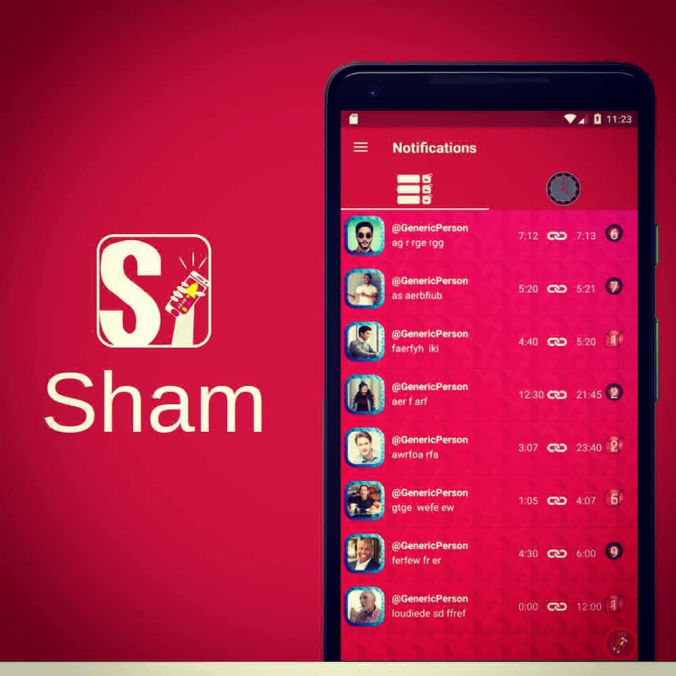 11:23
Notifications
@GenericPerson
ag r rge rgg
7:12 7:13 6
@GenericPerson
as aerbfiub
5:20 5:21 7
@GenericPerson
faerfyh iki
4:40 5:20 1
@GenericPerson
aer f arf
12:30 21:45 2
@GenericPerson
awrfoa rfa
3:07 23:40 2
@GenericPerson
gtge wefe ew
1:05 4:07 5
@GenericPerson
ferfew fr er
4:30 6:00 9
@GenericPerson
loudiede sd ffref
0:00 12:00
S
Sham